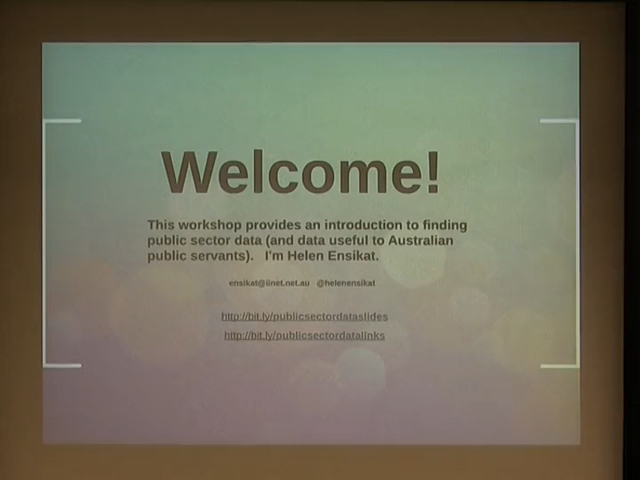 Welcome!
This workshop provides an introduction to finding
public sector data (and data useful to Australian
public servants). I'm Helen Ensikat.
ensikat@iinet.net.au @helenensikat
http://bit.ly/publicsectordataslides
http://bit.ly/publicsectordatalinks